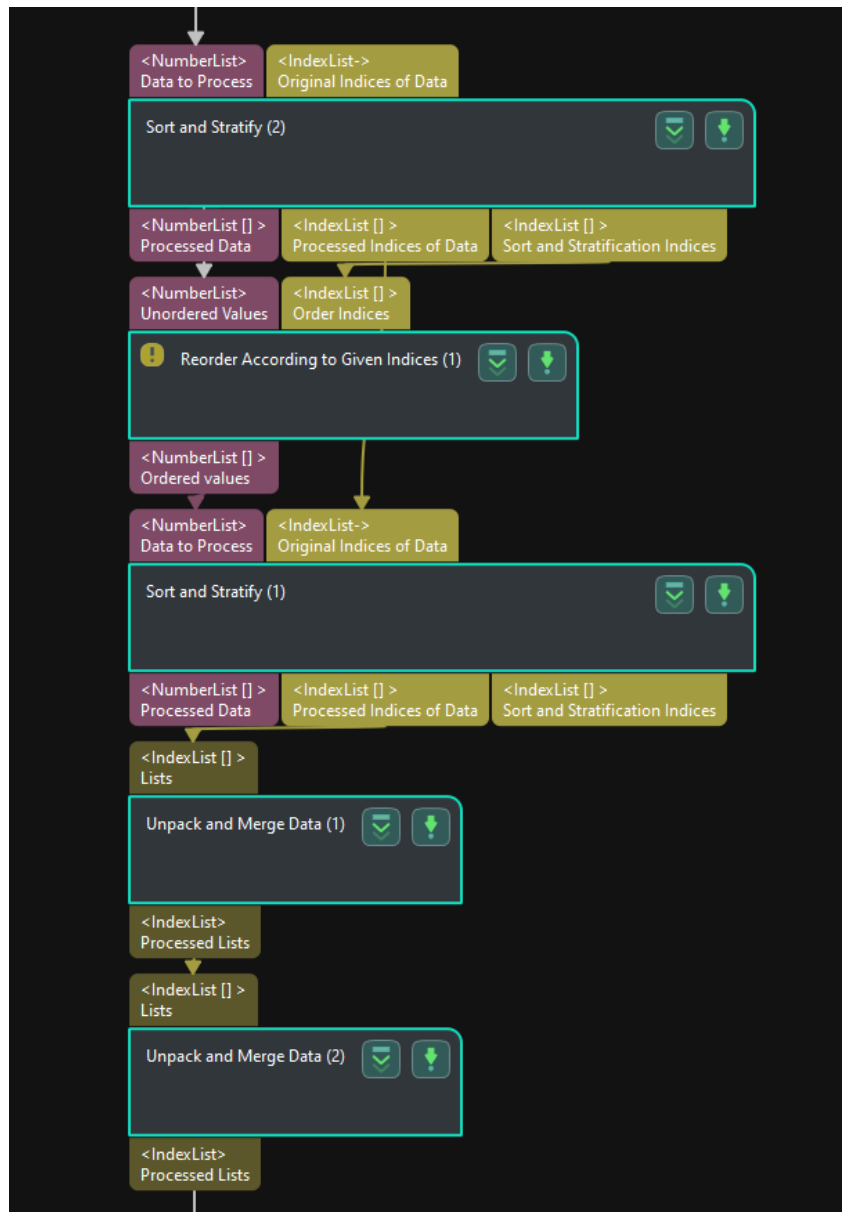 <NumberList>
Data to Process
<IndexList->
Original Indices of Data
Sort and Stratify (2)
<NumberList [] >
Processed Data
<IndexList [] >
Processed Indices of Data
<IndexList [] >
Sort and Stratification Indices
<NumberList>
Unordered Values
<IndexList [] >
Order Indices
Reorder According to Given Indices (1)
<NumberList [] >
Ordered values
<NumberList>
Data to Process
<IndexList->
Original Indices of Data
Sort and Stratify (1)
<NumberList [] >
Processed Data
<IndexList [] >
Processed Indices of Data
<IndexList [] >
Sort and Stratification Indices
<IndexList [] >
Lists
Unpack and Merge Data (1)
<IndexList>
Processed Lists
<IndexList [] >
Lists
Unpack and Merge Data (2)
<IndexList>
Processed Lists